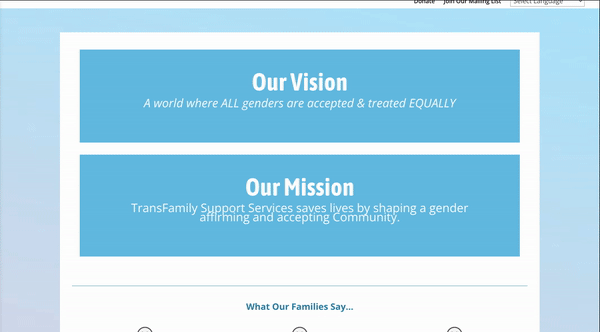 Donate Join Our Mailing List Select Language
Our Vision
A world where ALL genders are accepted & treated EQUALLY
Our Mission
TransFamily Support Services saves lives by shaping a gender
affirming and accepting Community.
What Our Families Say...